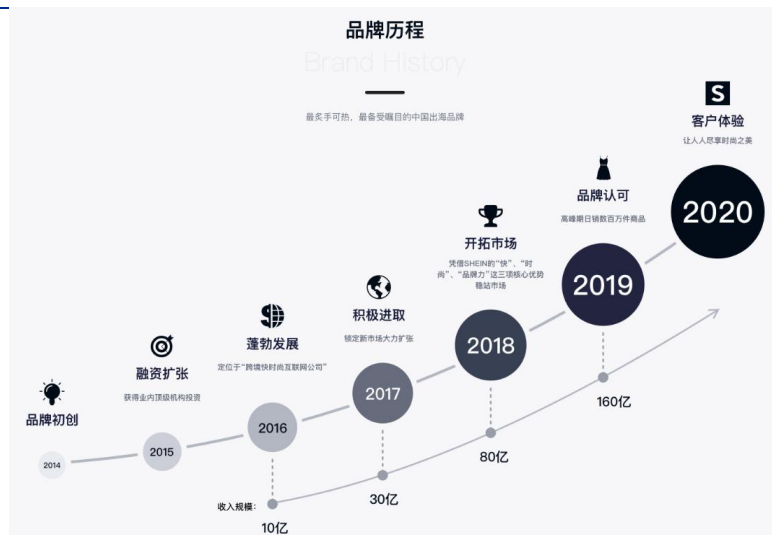 品牌历程
Brand History
最炙手可热，最备受瞩目的中国出海品牌
品牌初创
2014
融资扩张
获得业内顶级机构投资
2015
蓬勃发展
定位于“跨境快时尚互联网公司”
2016
积极进取
锁定新市场大力扩张
2017
开拓市场
凭借SHEIN的“快”、“时
尚”、“品牌力”这三项核心优势
稳站市场
2018
品牌认可
高峰期日销数百万件商品
2019
S
客户体验
让人人尽享时尚之美
2020
收入规模：
10亿
30亿
80亿
160亿